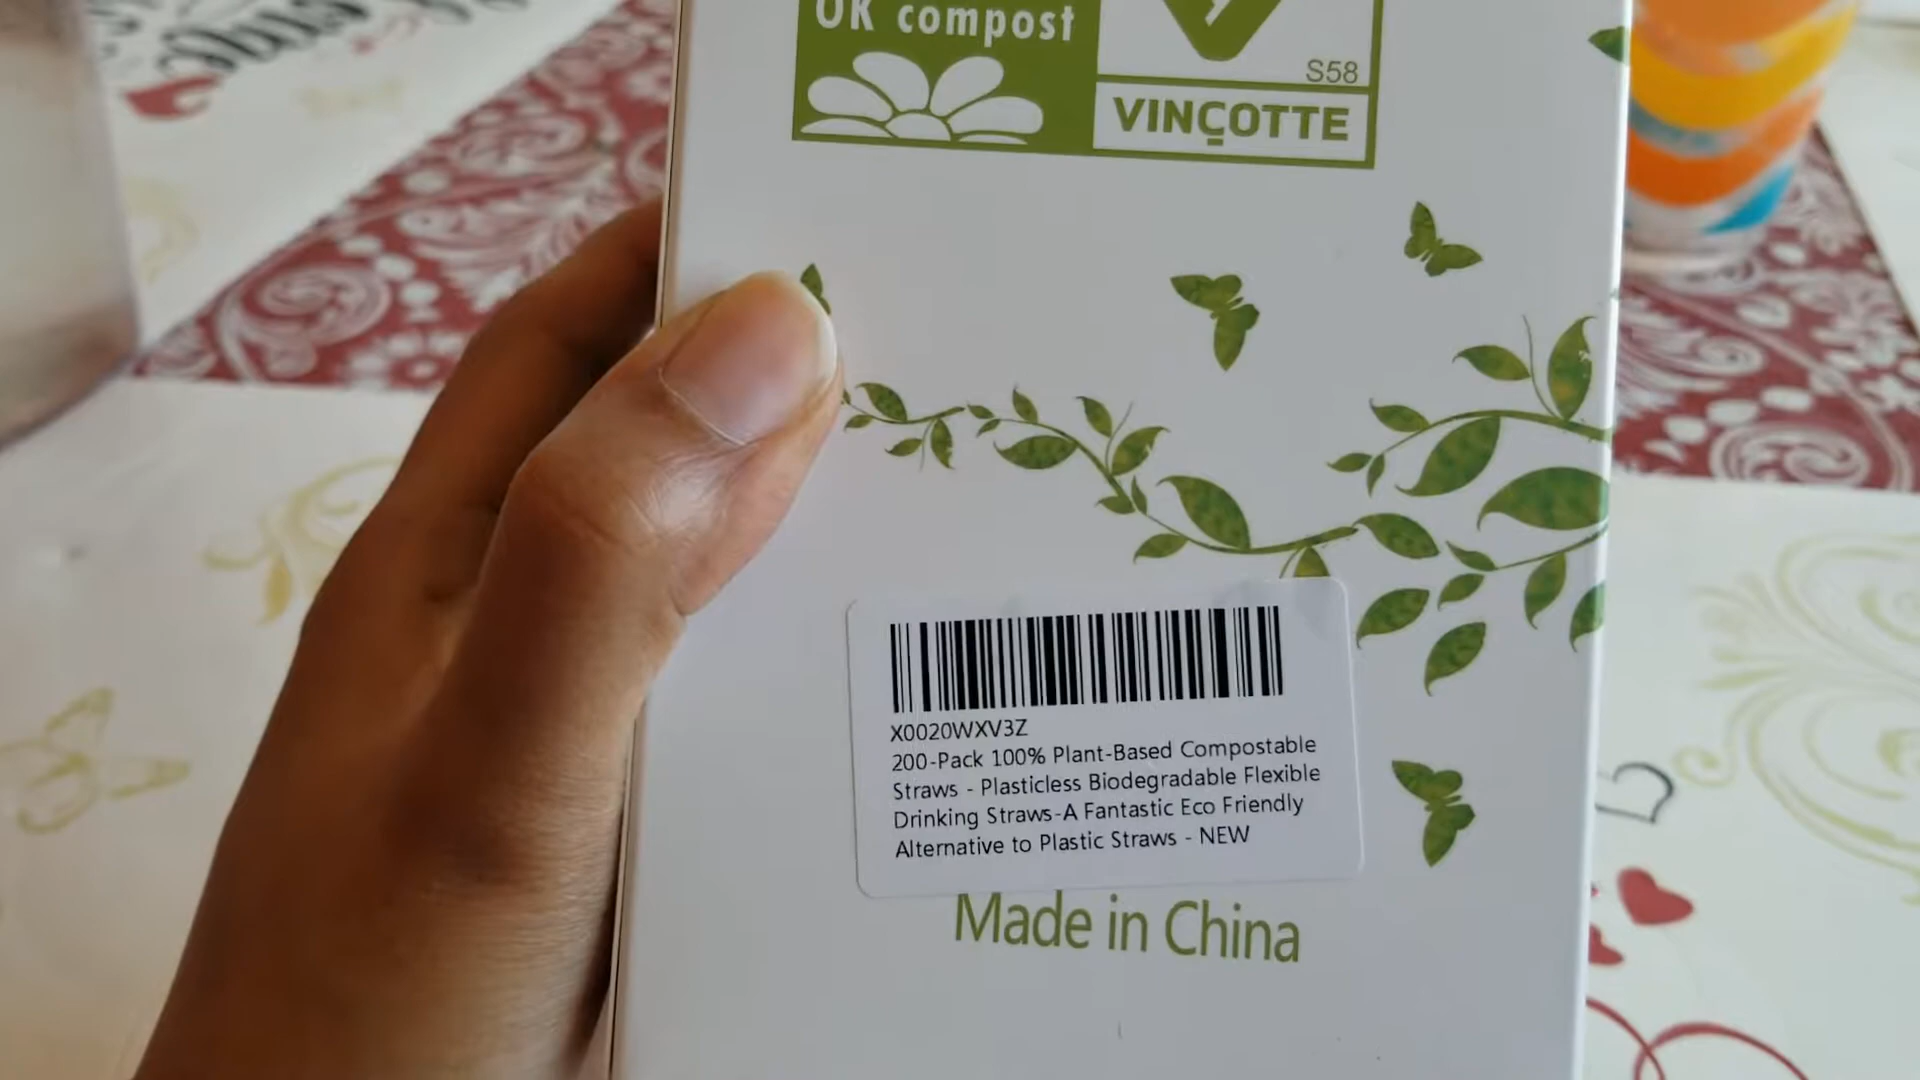 OK compost
S58
VINÇOTTE
X0020WXV3Z
200-Pack 100% Plant-Based Compostable
Straws - Plasticless Biodegradable Flexible
Drinking Straws-A Fantastic Eco Friendly
Alternative to Plastic Straws - NEW
Made in China